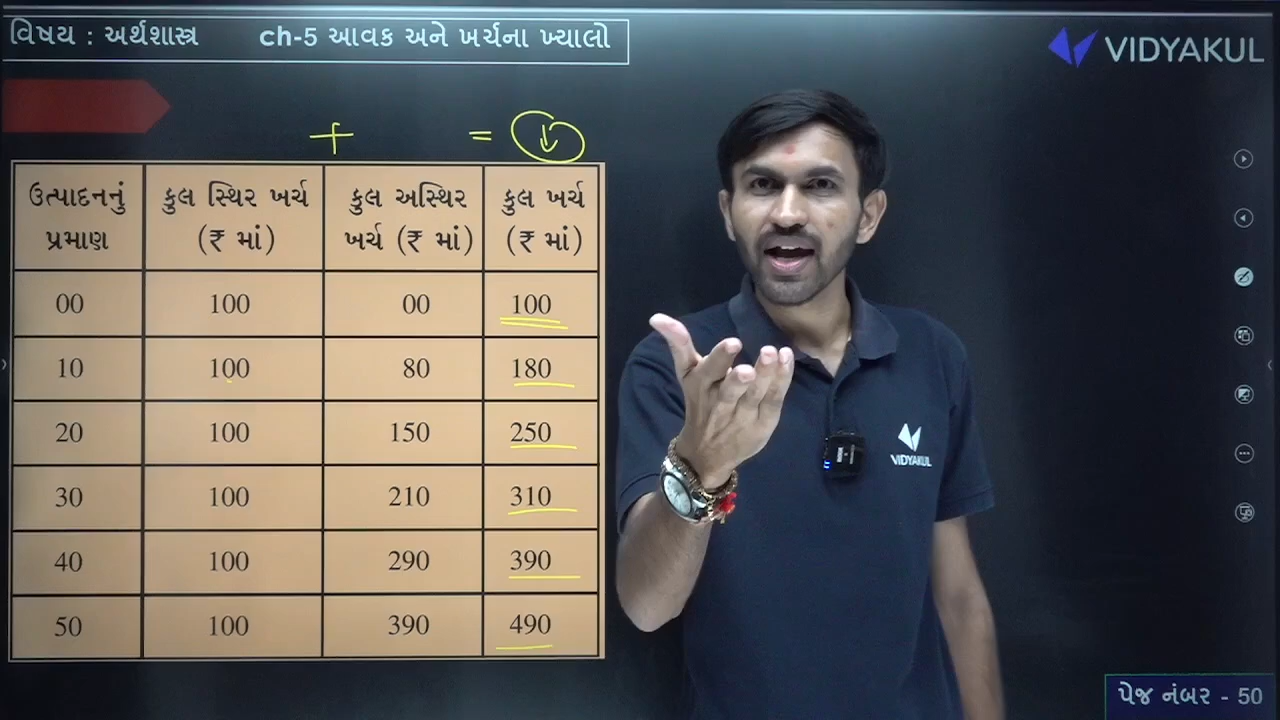 વિષય : અર્થશાસ્ત્ર ch-5 આવક અને ખર્ચના ખ્યાલો
VIDYAKUL
+ = ↓
ઉત્પાદનનું પ્રમાણ કુલ સ્થિર ખર્ચ (₹ માં) કુલ અસ્થિર ખર્ચ (₹ માં) કુલ ખર્ચ (₹ માં)
00 100 00 100
10 100 80 180
20 100 150 250
30 100 210 310
40 100 290 390
50 100 390 490
VIDYAKUL
પેજ નંબર - 50